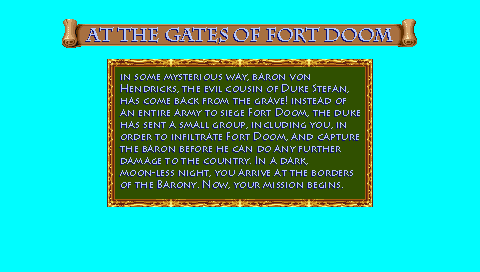 AT THE GATES OF FORT DOOM
IN SOME MYSTERIOUS WAY, BARON VON
HENDRICKS, THE EVIL COUSIN OF DUKE STEFAN,
HAS COME BACK FROM THE GRAVE! INSTEAD OF
AN ENTIRE ARMY TO SIEGE FORT DOOM, THE DUKE
HAS SENT A SMALL GROUP, INCLUDING YOU, IN
ORDER TO INFILTRATE FORT DOOM, AND CAPTURE
THE BARON BEFORE HE CAN DO ANY FURTHER
DAMAGE TO THE COUNTRY. IN A DARK,
MOON-LESS NIGHT, YOU ARRIVE AT THE BORDERS
OF THE BARONY. NOW, YOUR MISSION BEGINS.